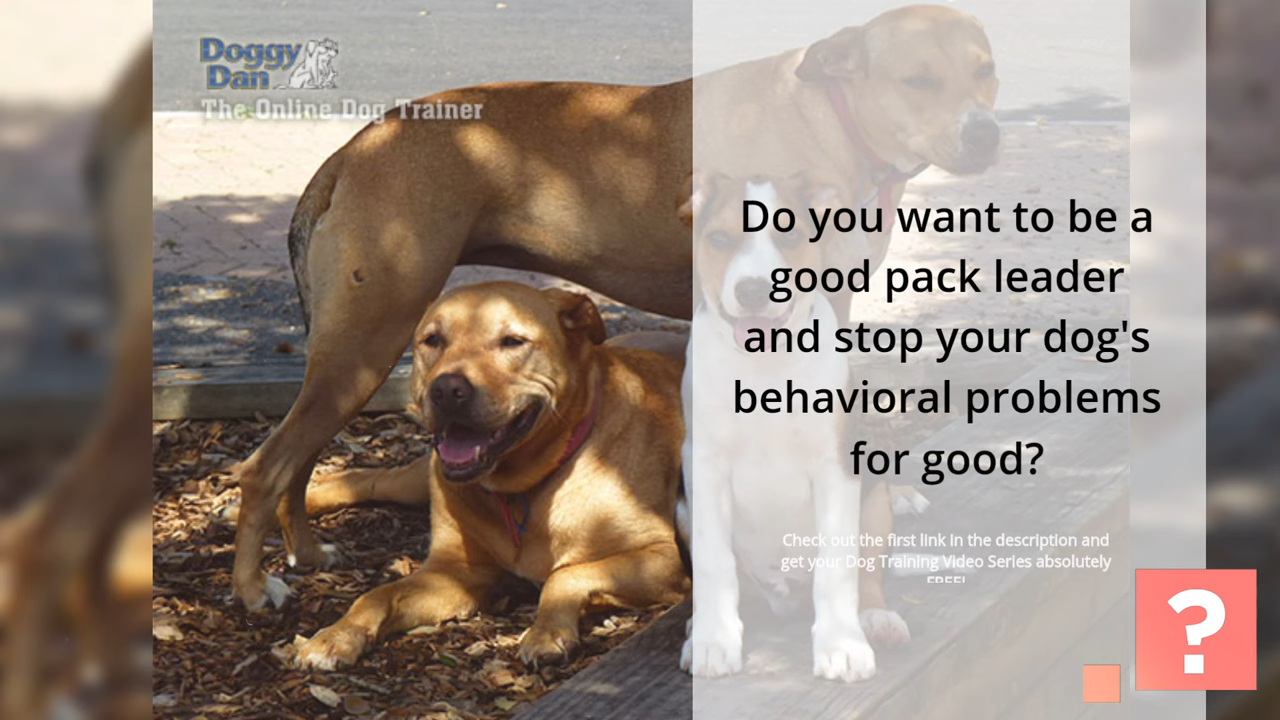 Doggy
Dan
The Online Dog Trainer
Do you want to be a
good pack leader
and stop your dog's
behavioral problems
for good?
Check out the first link in the description and
get your Dog Training Video Series absolutely
FREE!
?